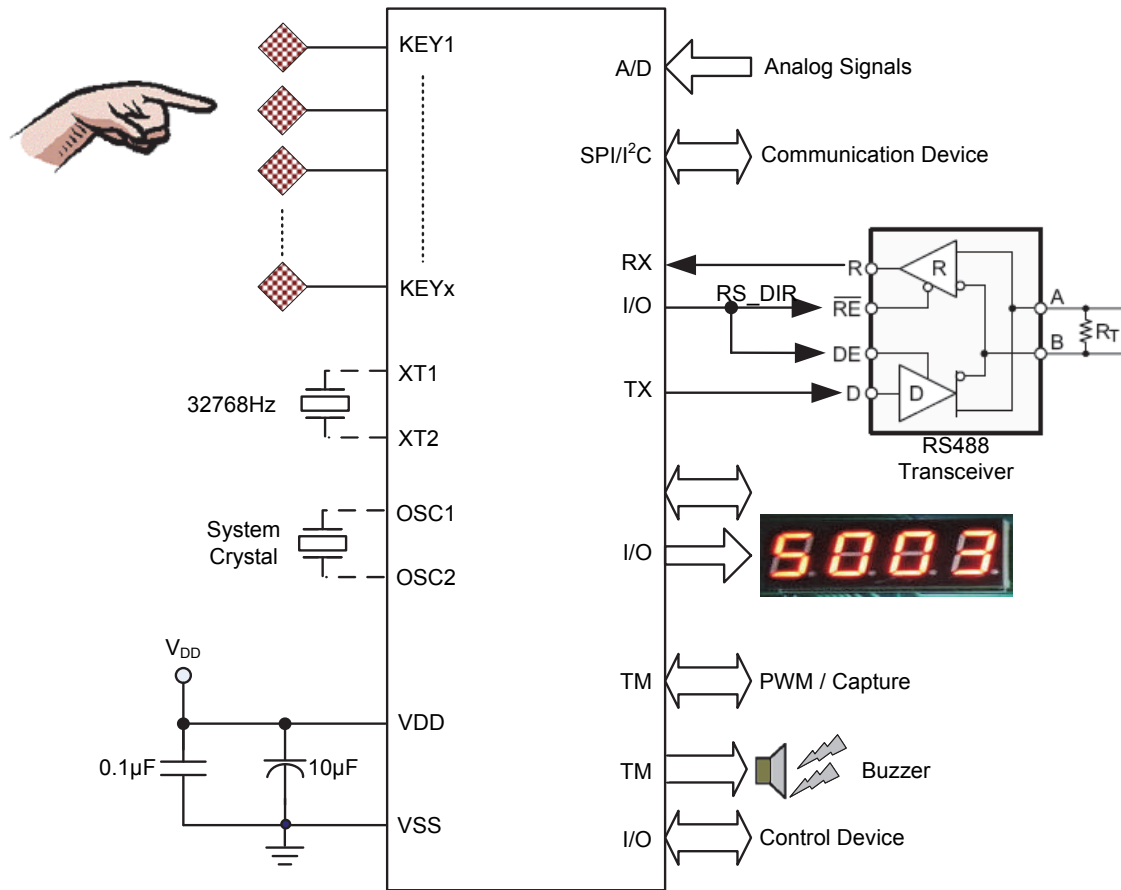 KEY1
KEYx
XT1
32768Hz
XT2
OSC1
System
Crystal
OSC2
VDD
VDD
0.1µF
10µF
VSS
A/D
Analog Signals
SPI/I²C
Communication Device
RX
R
R
I/O
RS_DIR
RE
A
B
RT
DE
TX
D
D
RS488
Transceiver
I/O
5003
TM
PWM / Capture
TM
Buzzer
I/O
Control Device